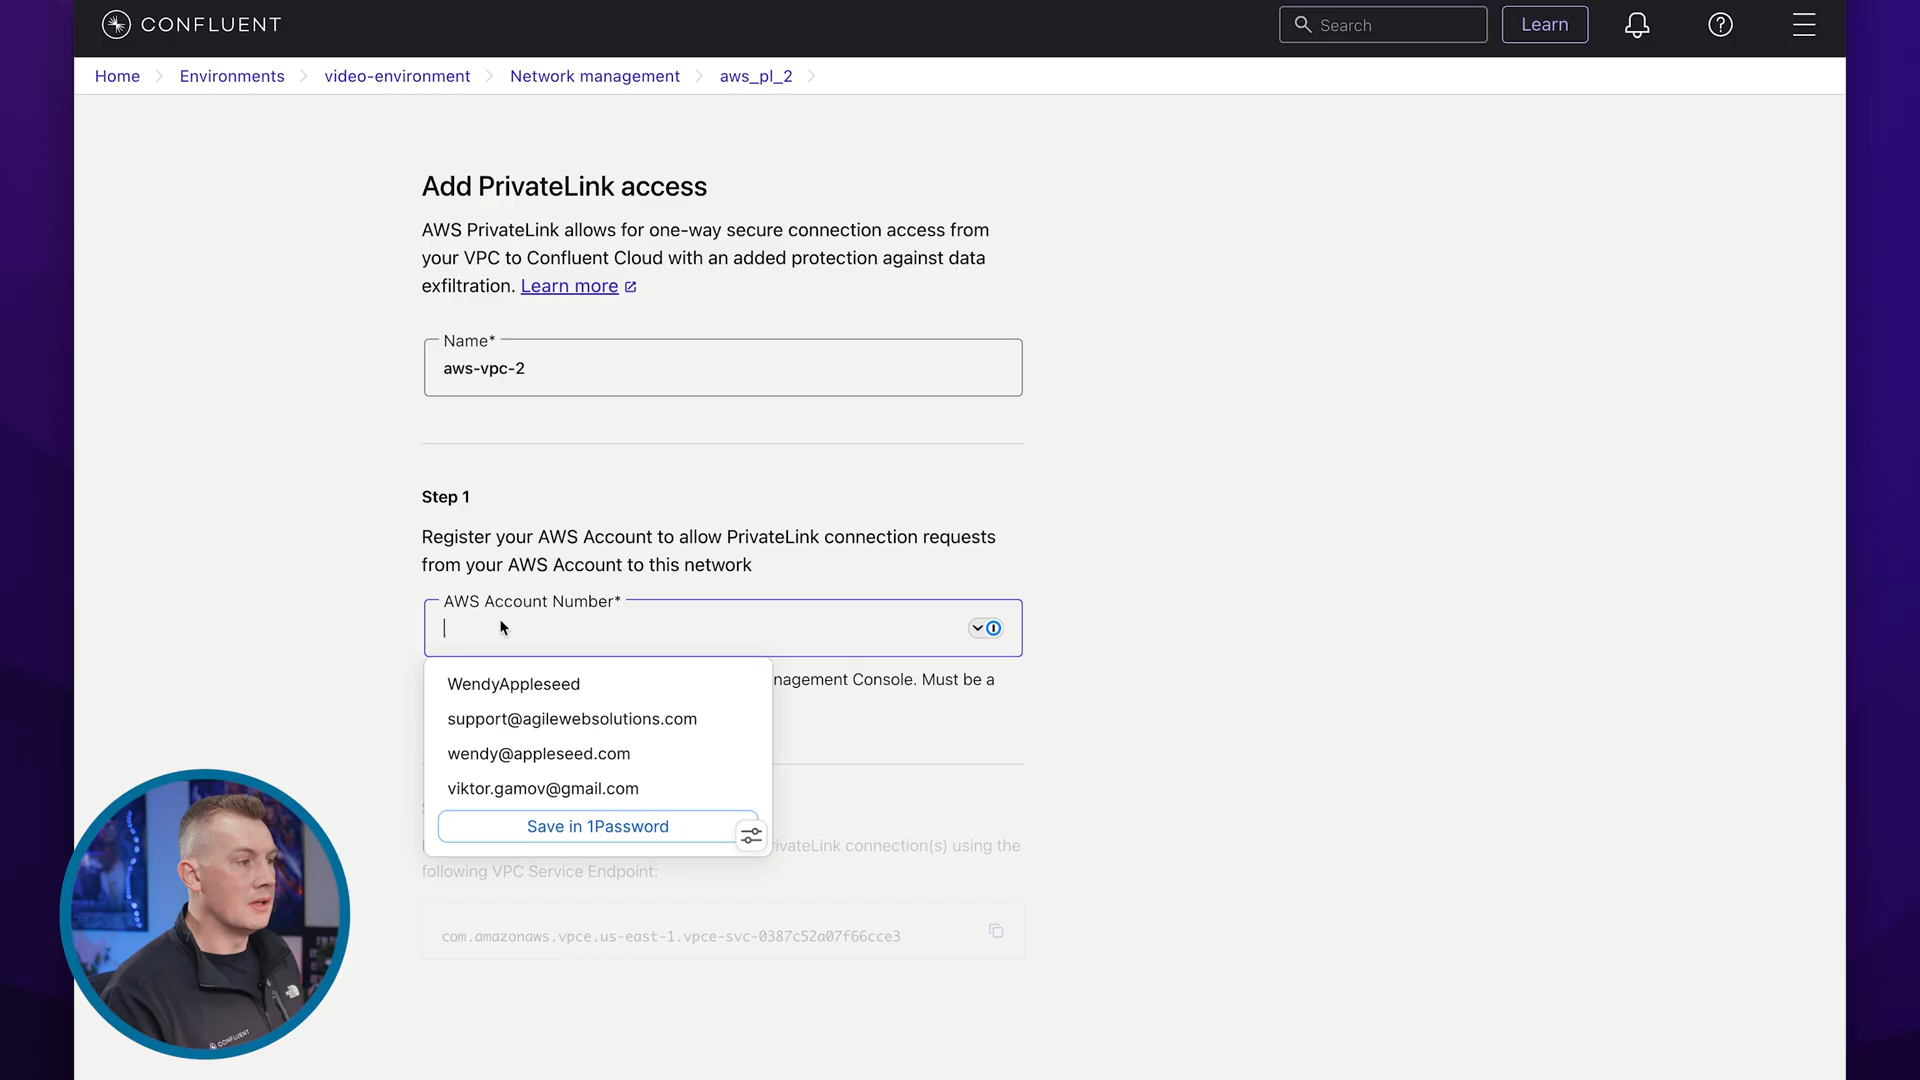 CONFLUENT
Search
Learn
Home
Environments
video-environment
Network management
aws_pl_2
Add PrivateLink access
AWS PrivateLink allows for one-way secure connection access from
your VPC to Confluent Cloud with an added protection against data
exfiltration. Learn more
Name*
aws-vpc-2
Step 1
Register your AWS Account to allow PrivateLink connection requests
from your AWS Account to this network
AWS Account Number*
nagement Console. Must be a
WendyAppleseed
support@agilewebsolutions.com
wendy@appleseed.com
viktor.gamov@gmail.com
Save in 1Password
rivateLink connection(s) using the
following VPC Service Endpoint:
com.amazonaws.vpce.us-east-1.vpce-svc-0387c52a07f66cce3
CONFLUENT